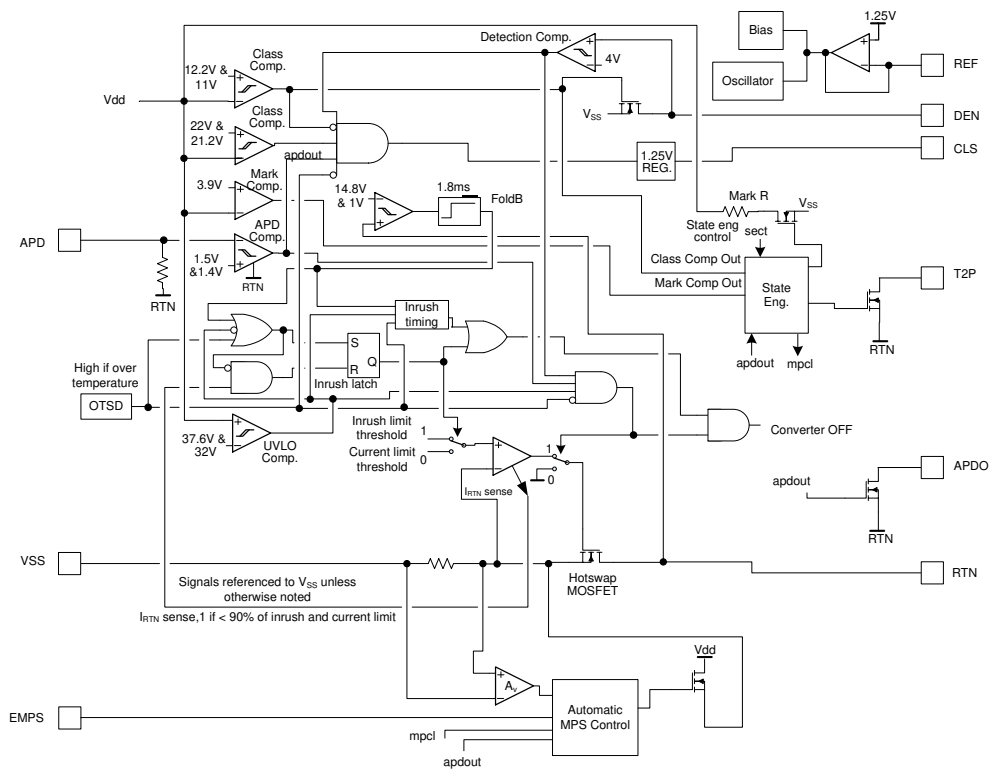 Detection Comp.
4V
Bias
Oscillator
1.25V
REF
Class
Comp.
12.2V &
11V
Vdd
VSS
DEN
Class
Comp.
22V &
21.2V
apdout
1.25V
REG.
CLS
Mark
Comp.
3.9V
14.8V
& 1V
1.8ms
FoldB
Mark R
VSS
State eng
control
sect
APD
APD
Comp.
1.5V
&1.4V
RTN
RTN
Class Comp Out
Mark Comp Out
State
Eng.
T2P
RTN
apdout
mpcl
Inrush
timing
S
R
Q
Inrush latch
High if over
temperature
OTSD
37.6V &
32V
UVLO
Comp.
Inrush limit
threshold
1
Current limit
threshold
0
1
0
IRTN sense
Converter OFF
APDO
apdout
RTN
VSS
Hotswap
MOSFET
RTN
Signals referenced to VSS unless
otherwise noted
IRTN sense,1 if < 90% of inrush and current limit
Vdd
Av
Automatic
MPS Control
EMPS
mpcl
apdout